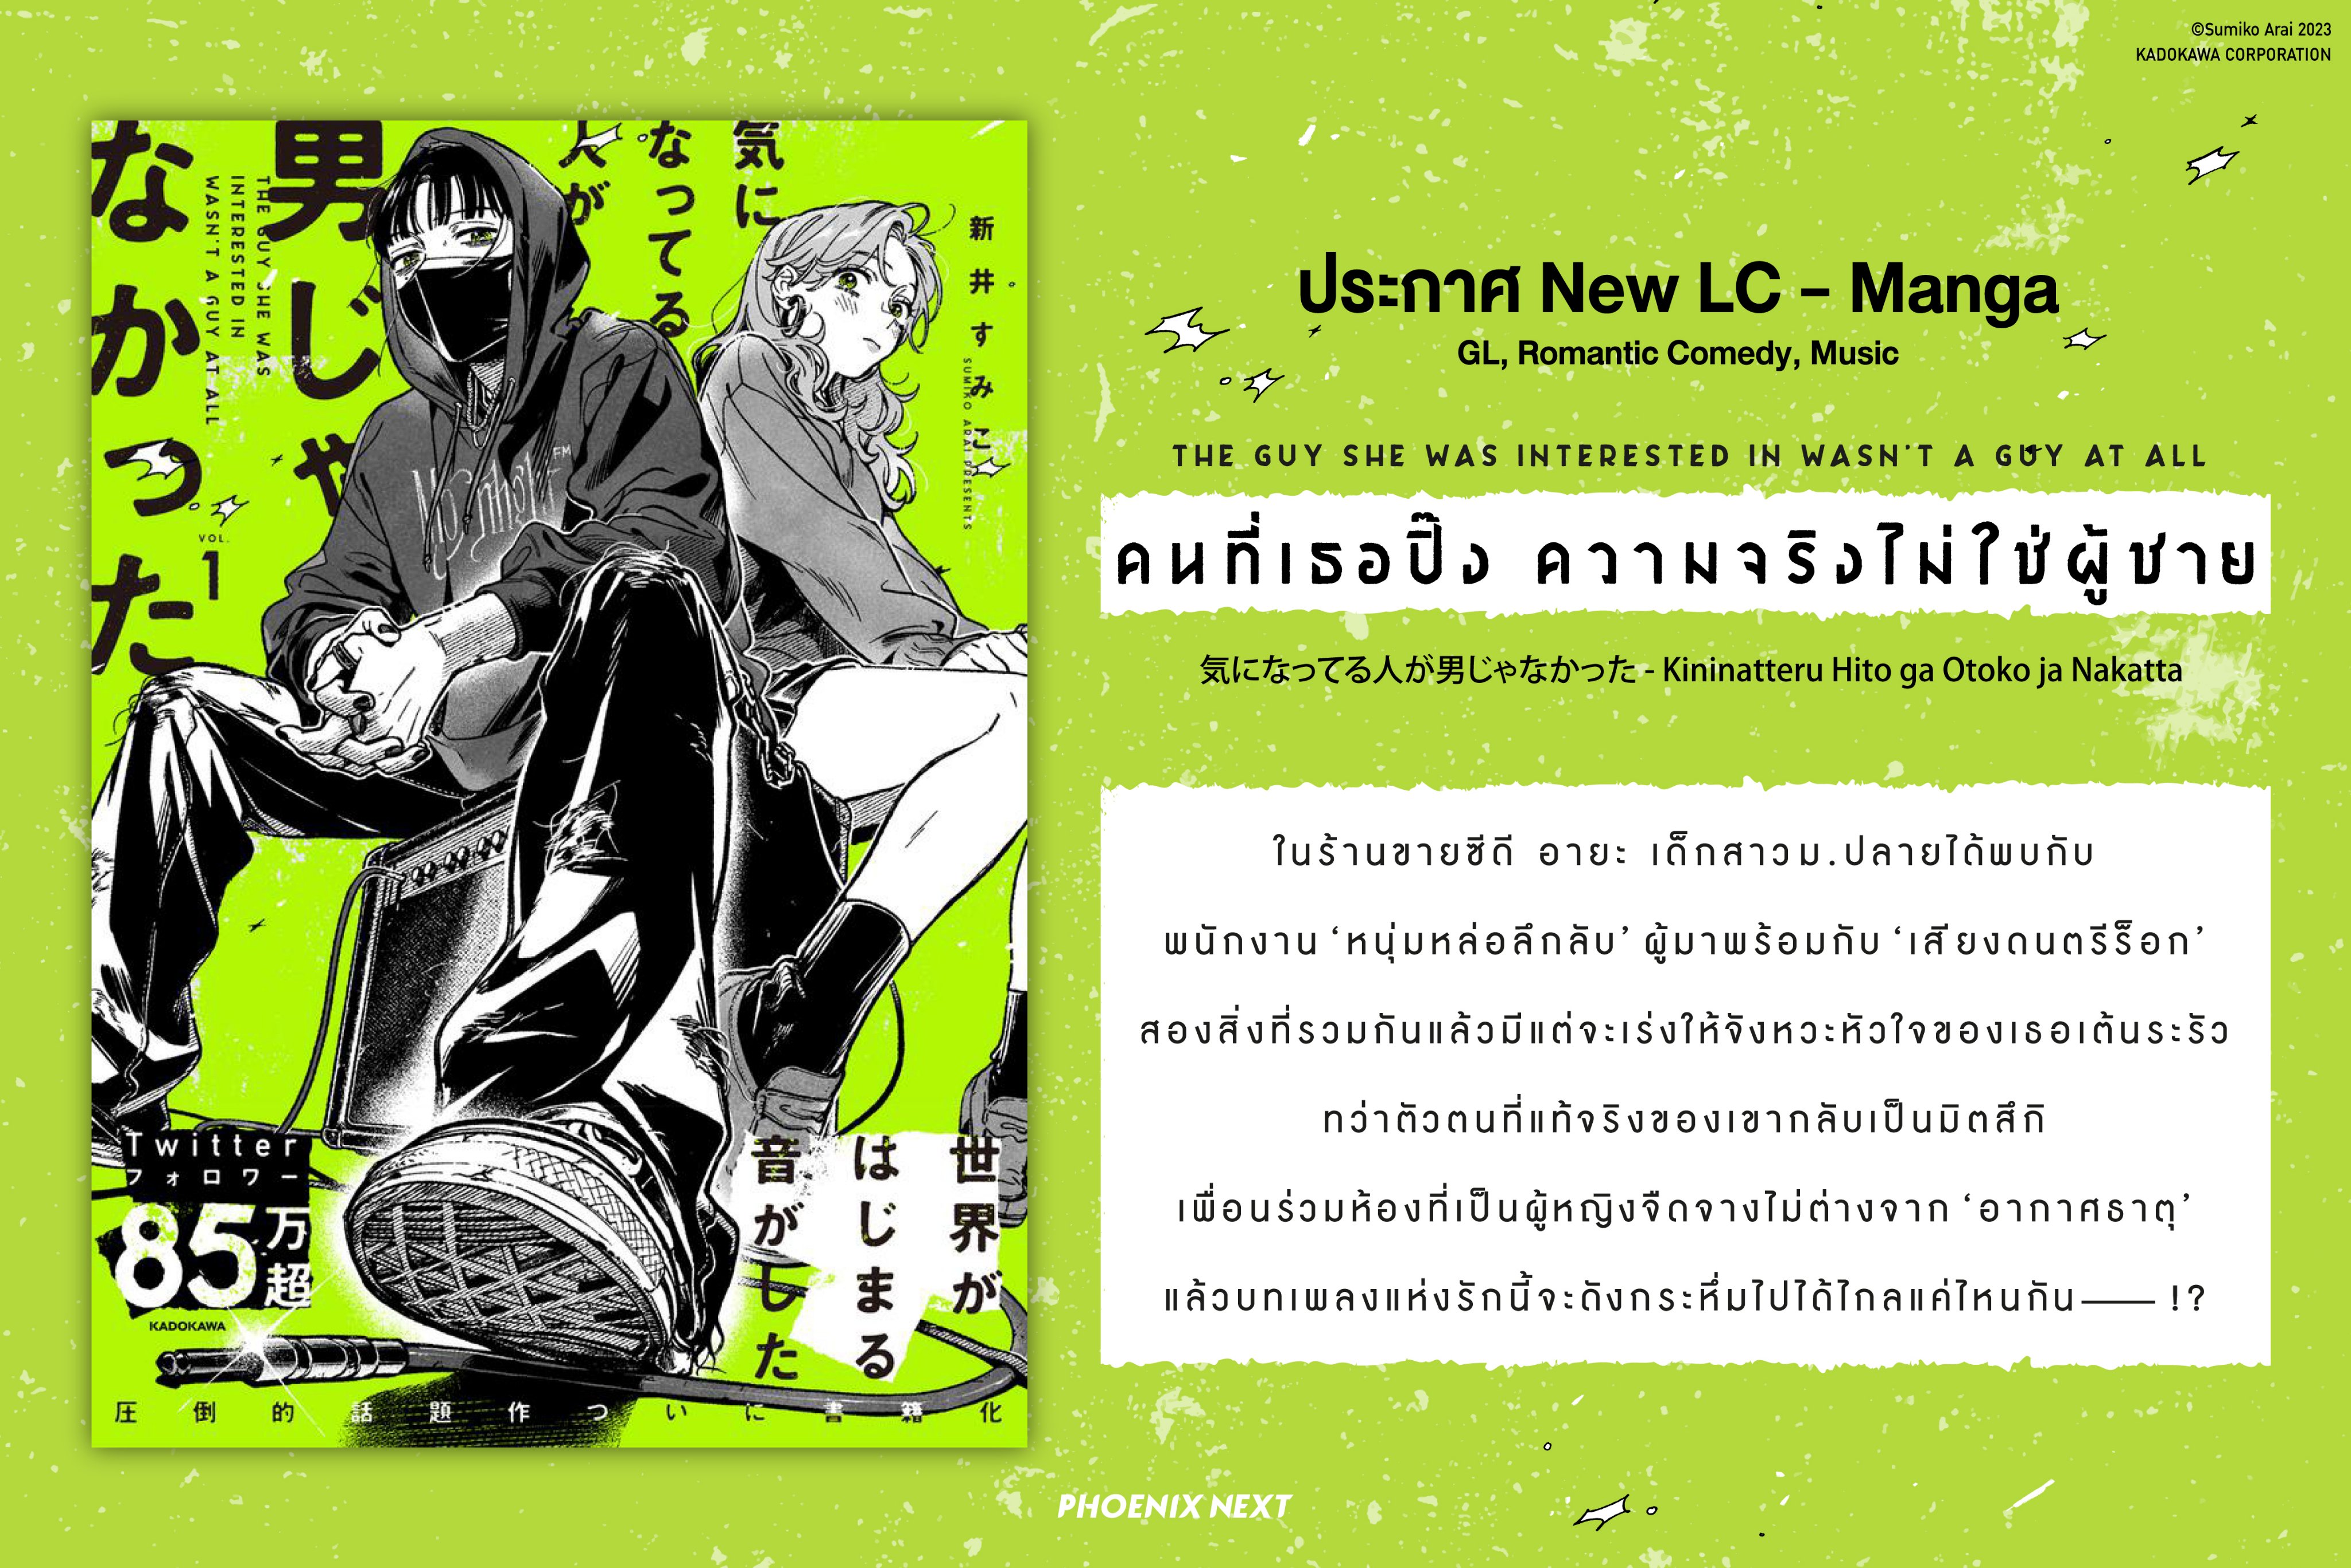 ©Sumiko Arai 2023
KADOKAWA CORPORATION
気に
なってる
人が
男じゃ
なかった
THE GUY SHE WAS
INTERESTED IN
WASN'T A GUY AT ALL
VOL.
1
新井すみこ
SUMIKO ARAI PRESENTS
Twitter
フォロワー
85万超
KADOKAWA
世界が
はじまる
音がした
圧倒的話題作ついに書籍化
ประกาศ New LC – Manga
GL, Romantic Comedy, Music
THE GUY SHE WAS INTERESTED IN WASN'T A GUY AT ALL
คนที่เธอปิ๊ง ความจริงไม่ใช่ผู้ชาย
気になってる人が男じゃなかった - Kininatteru Hito ga Otoko ja Nakatta
ในร้านขายซีดี อายะ เด็กสาวม.ปลายได้พบกับ
พนักงาน ‘หนุ่มหล่อลึกลับ’ ผู้มาพร้อมกับ ‘เสียงดนตรีร็อก’
สองสิ่งที่รวมกันแล้วมีแต่จะเร่งให้จังหวะหัวใจของเธอเต้นระรัว
ทว่าตัวตนที่แท้จริงของเขากลับเป็นมิตสึกิ
เพื่อนร่วมห้องที่เป็นผู้หญิงจืดจางไม่ต่างจาก ‘อากาศธาตุ’
แล้วบทเพลงแห่งรักนี้จะดังกระหึ่มไปได้ไกลแค่ไหนกัน—— !?
PHOENIX NEXT